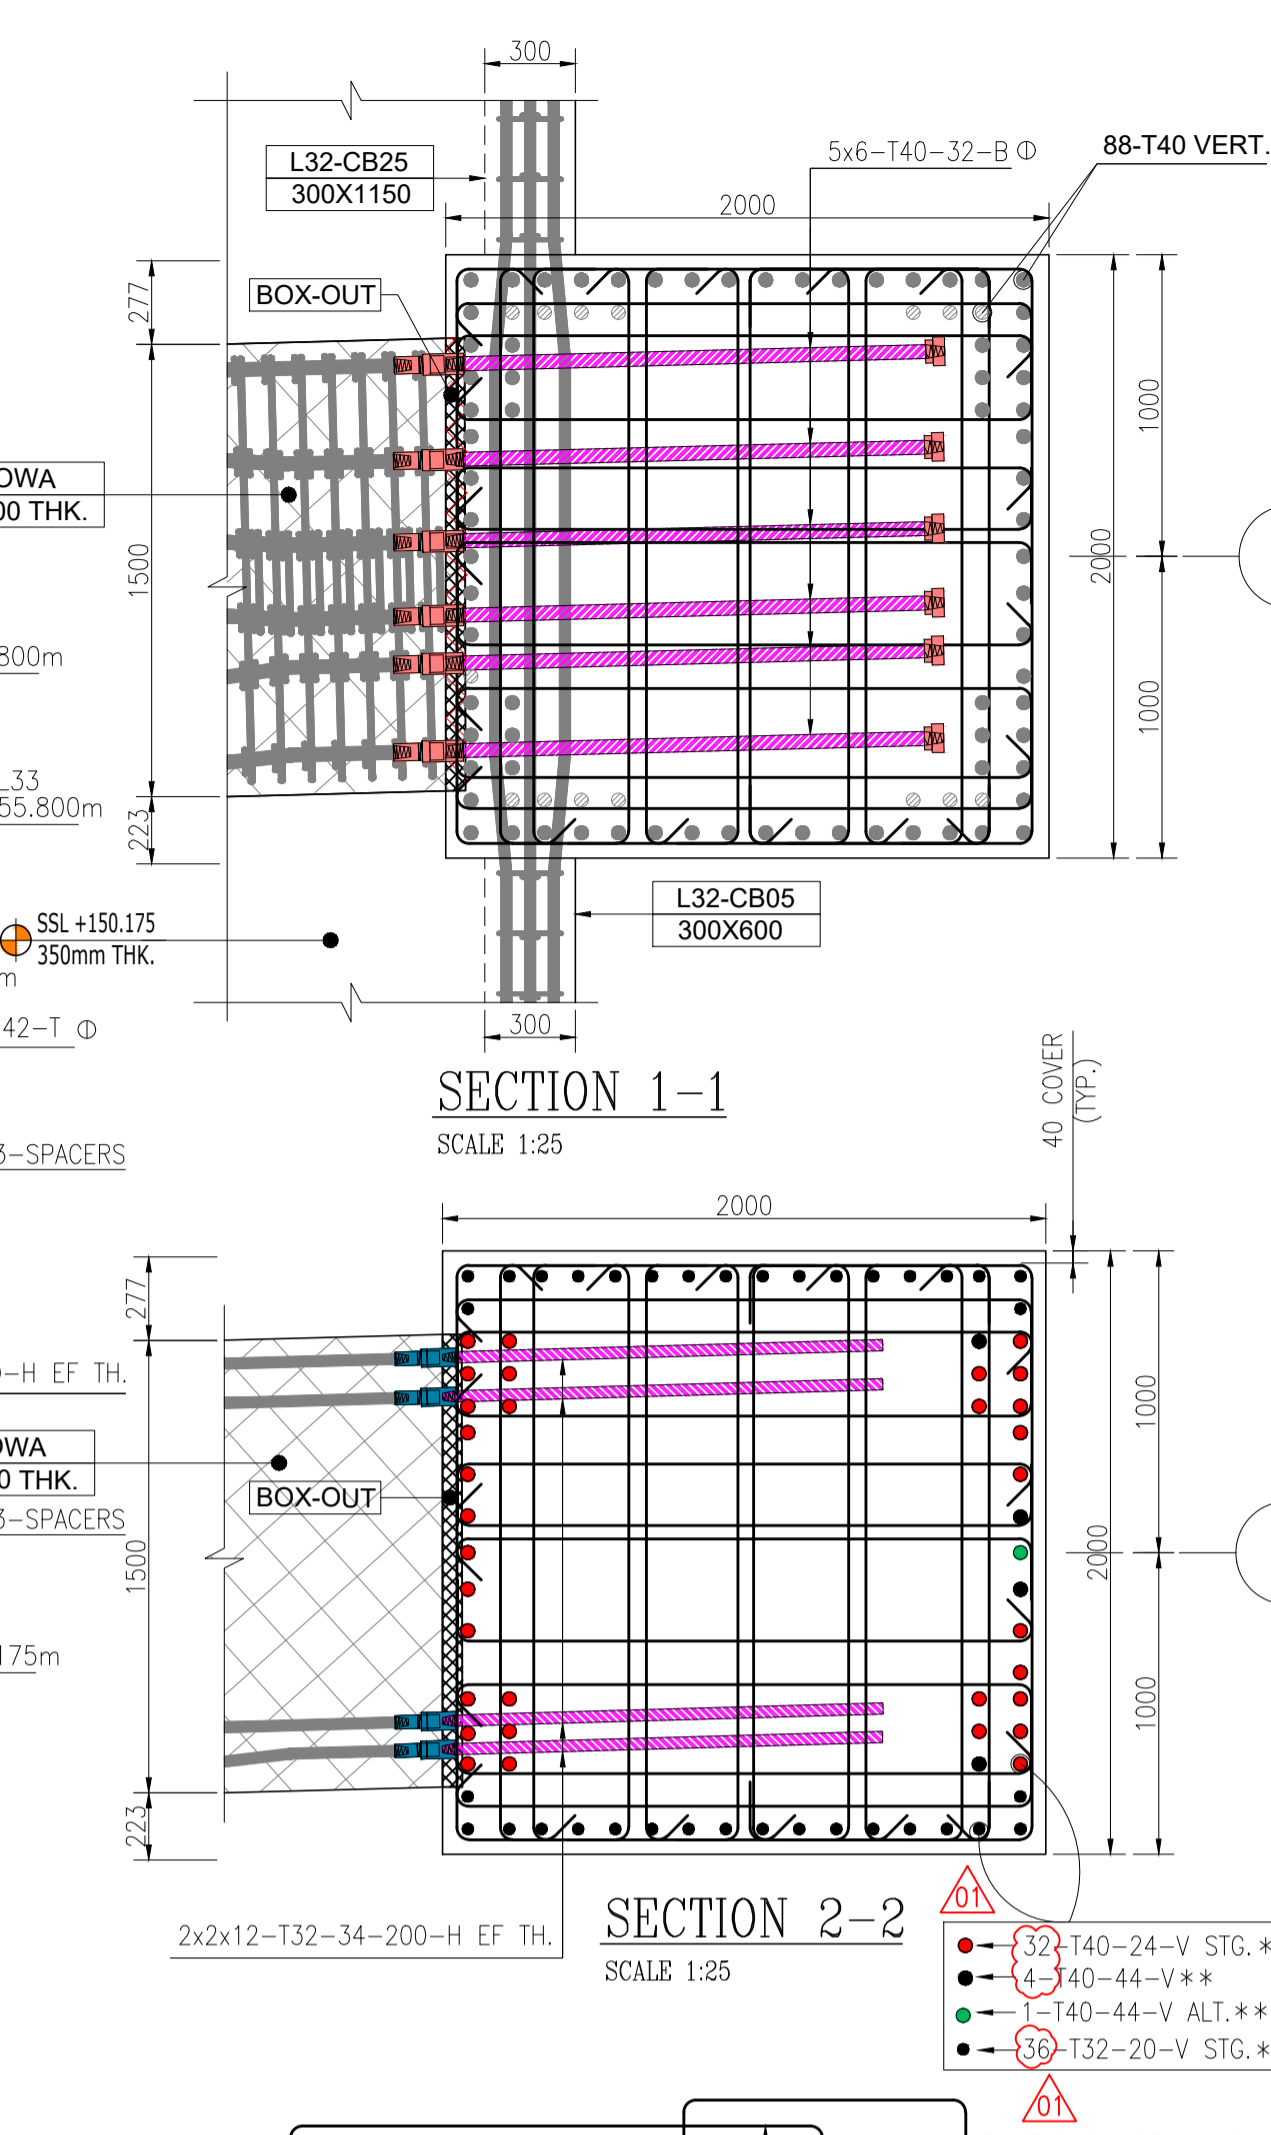 300
L32-CB25
300X1150
5x6-T40-32-B
88-T40 VERT.
2000
277
BOX-OUT
1000
OWA
00 THK.
1500
2000
800m
1000
L33
55.800m
223
L32-CB05
300X600
SSL +150.175
350mm THK.
m
42-T
300
SECTION 1-1
SCALE 1:25
40 COVER
(TYP.)
3-SPACERS
2000
277
-H EF TH.
1000
OWA
0 THK.
BOX-OUT
3-SPACERS
1500
2000
175m
1000
223
01
SECTION 2-2
SCALE 1:25
2x2x12-T32-34-200-H EF TH.
32-T40-24-V STG.*
4-T40-44-V**
1-T40-44-V ALT.**
36-T32-20-V STG.*
01